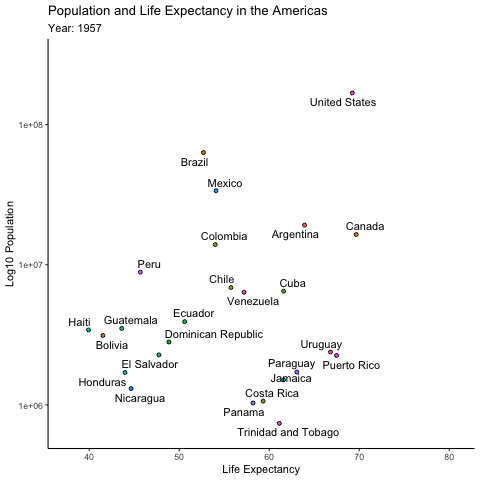 Population and Life Expectancy in the Americas
Year: 1957
United States
1e+08
Brazil
Mexico
Canada
Argentina
Colombia
1e+07
Peru
Chile
Cuba
Venezuela
Ecuador
Haiti
Guatemala
Dominican Republic
Bolivia
Uruguay
El Salvador
Paraguay
Puerto Rico
Jamaica
Honduras
Costa Rica
Nicaragua
1e+06
Panama
Trinidad and Tobago
Log10 Population
40 50 60 70 80
Life Expectancy